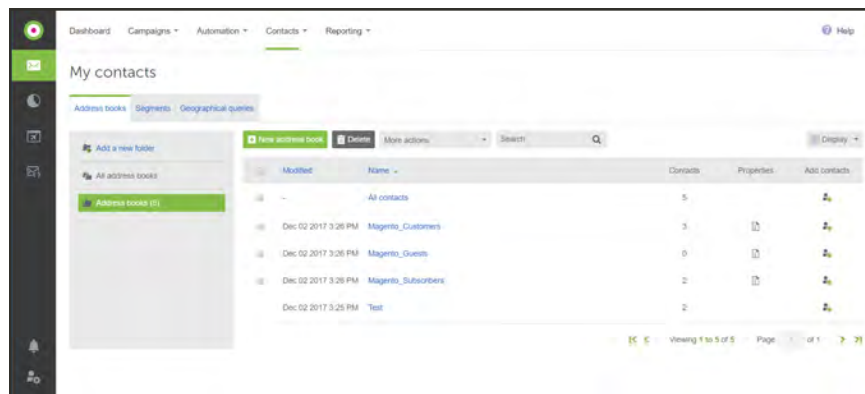 Dashboard Campaigns Automation Contacts Reporting Help
My contacts
Address books Segments Geographical queries
Add a new folder
All address books
New address book Delete More actions Search Display
Modified Name Contacts Properties Add contacts
- All contacts 5
Dec 02 2017 3:26 PM Magento_Customers 3
Dec 02 2017 3:26 PM Magento_Guests 0
Dec 02 2017 3:26 PM Magento_Subscribers 2
Dec 02 2017 3:25 PM Test 2
Address books
Viewing 1 to 5 of 5 Page of 1